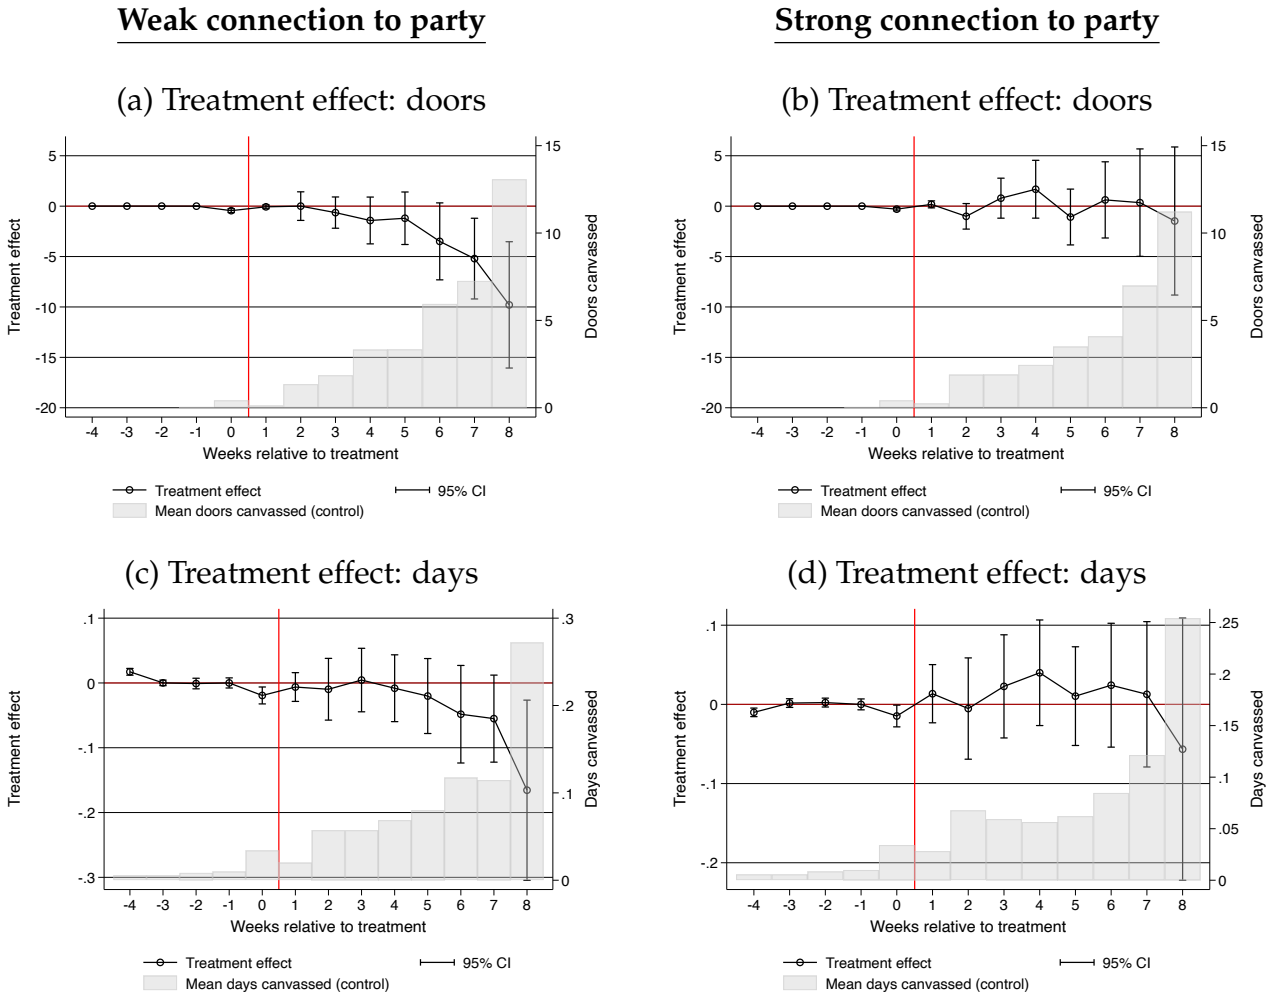 Weak connection to party
Strong connection to party
(a) Treatment effect: doors
(b) Treatment effect: doors
5
0
-5
-10
-15
-20
Treatment effect
15
10
5
0
Doors canvassed
-4 -3 -2 -1 0 1 2 3 4 5 6 7 8
Weeks relative to treatment
Treatment effect
95% CI
Mean doors canvassed (control)
5
0
-5
-10
-15
-20
Treatment effect
15
10
5
0
Doors canvassed
-4 -3 -2 -1 0 1 2 3 4 5 6 7 8
Weeks relative to treatment
Treatment effect
95% CI
Mean doors canvassed (control)
(c) Treatment effect: days
(d) Treatment effect: days
.1
0
-.1
-.2
-.3
Treatment effect
.3
.2
.1
0
Days canvassed
-4 -3 -2 -1 0 1 2 3 4 5 6 7 8
Weeks relative to treatment
Treatment effect
95% CI
Mean days canvassed (control)
.1
0
-.1
-.2
Treatment effect
.25
.2
.15
.1
.05
0
Days canvassed
-4 -3 -2 -1 0 1 2 3 4 5 6 7 8
Weeks relative to treatment
Treatment effect
95% CI
Mean days canvassed (control)